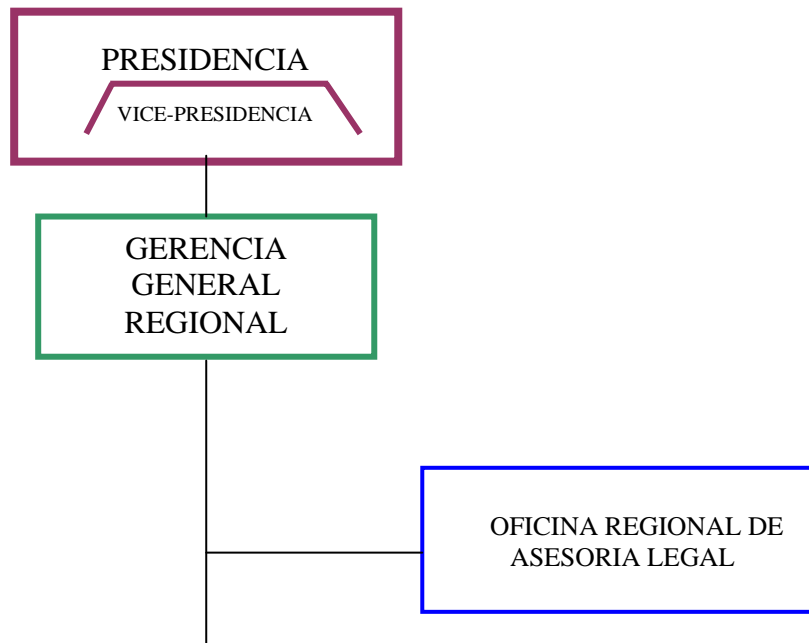 PRESIDENCIA
VICE-PRESIDENCIA
GERENCIA
GENERAL
REGIONAL
OFICINA REGIONAL DE
ASESORIA LEGAL